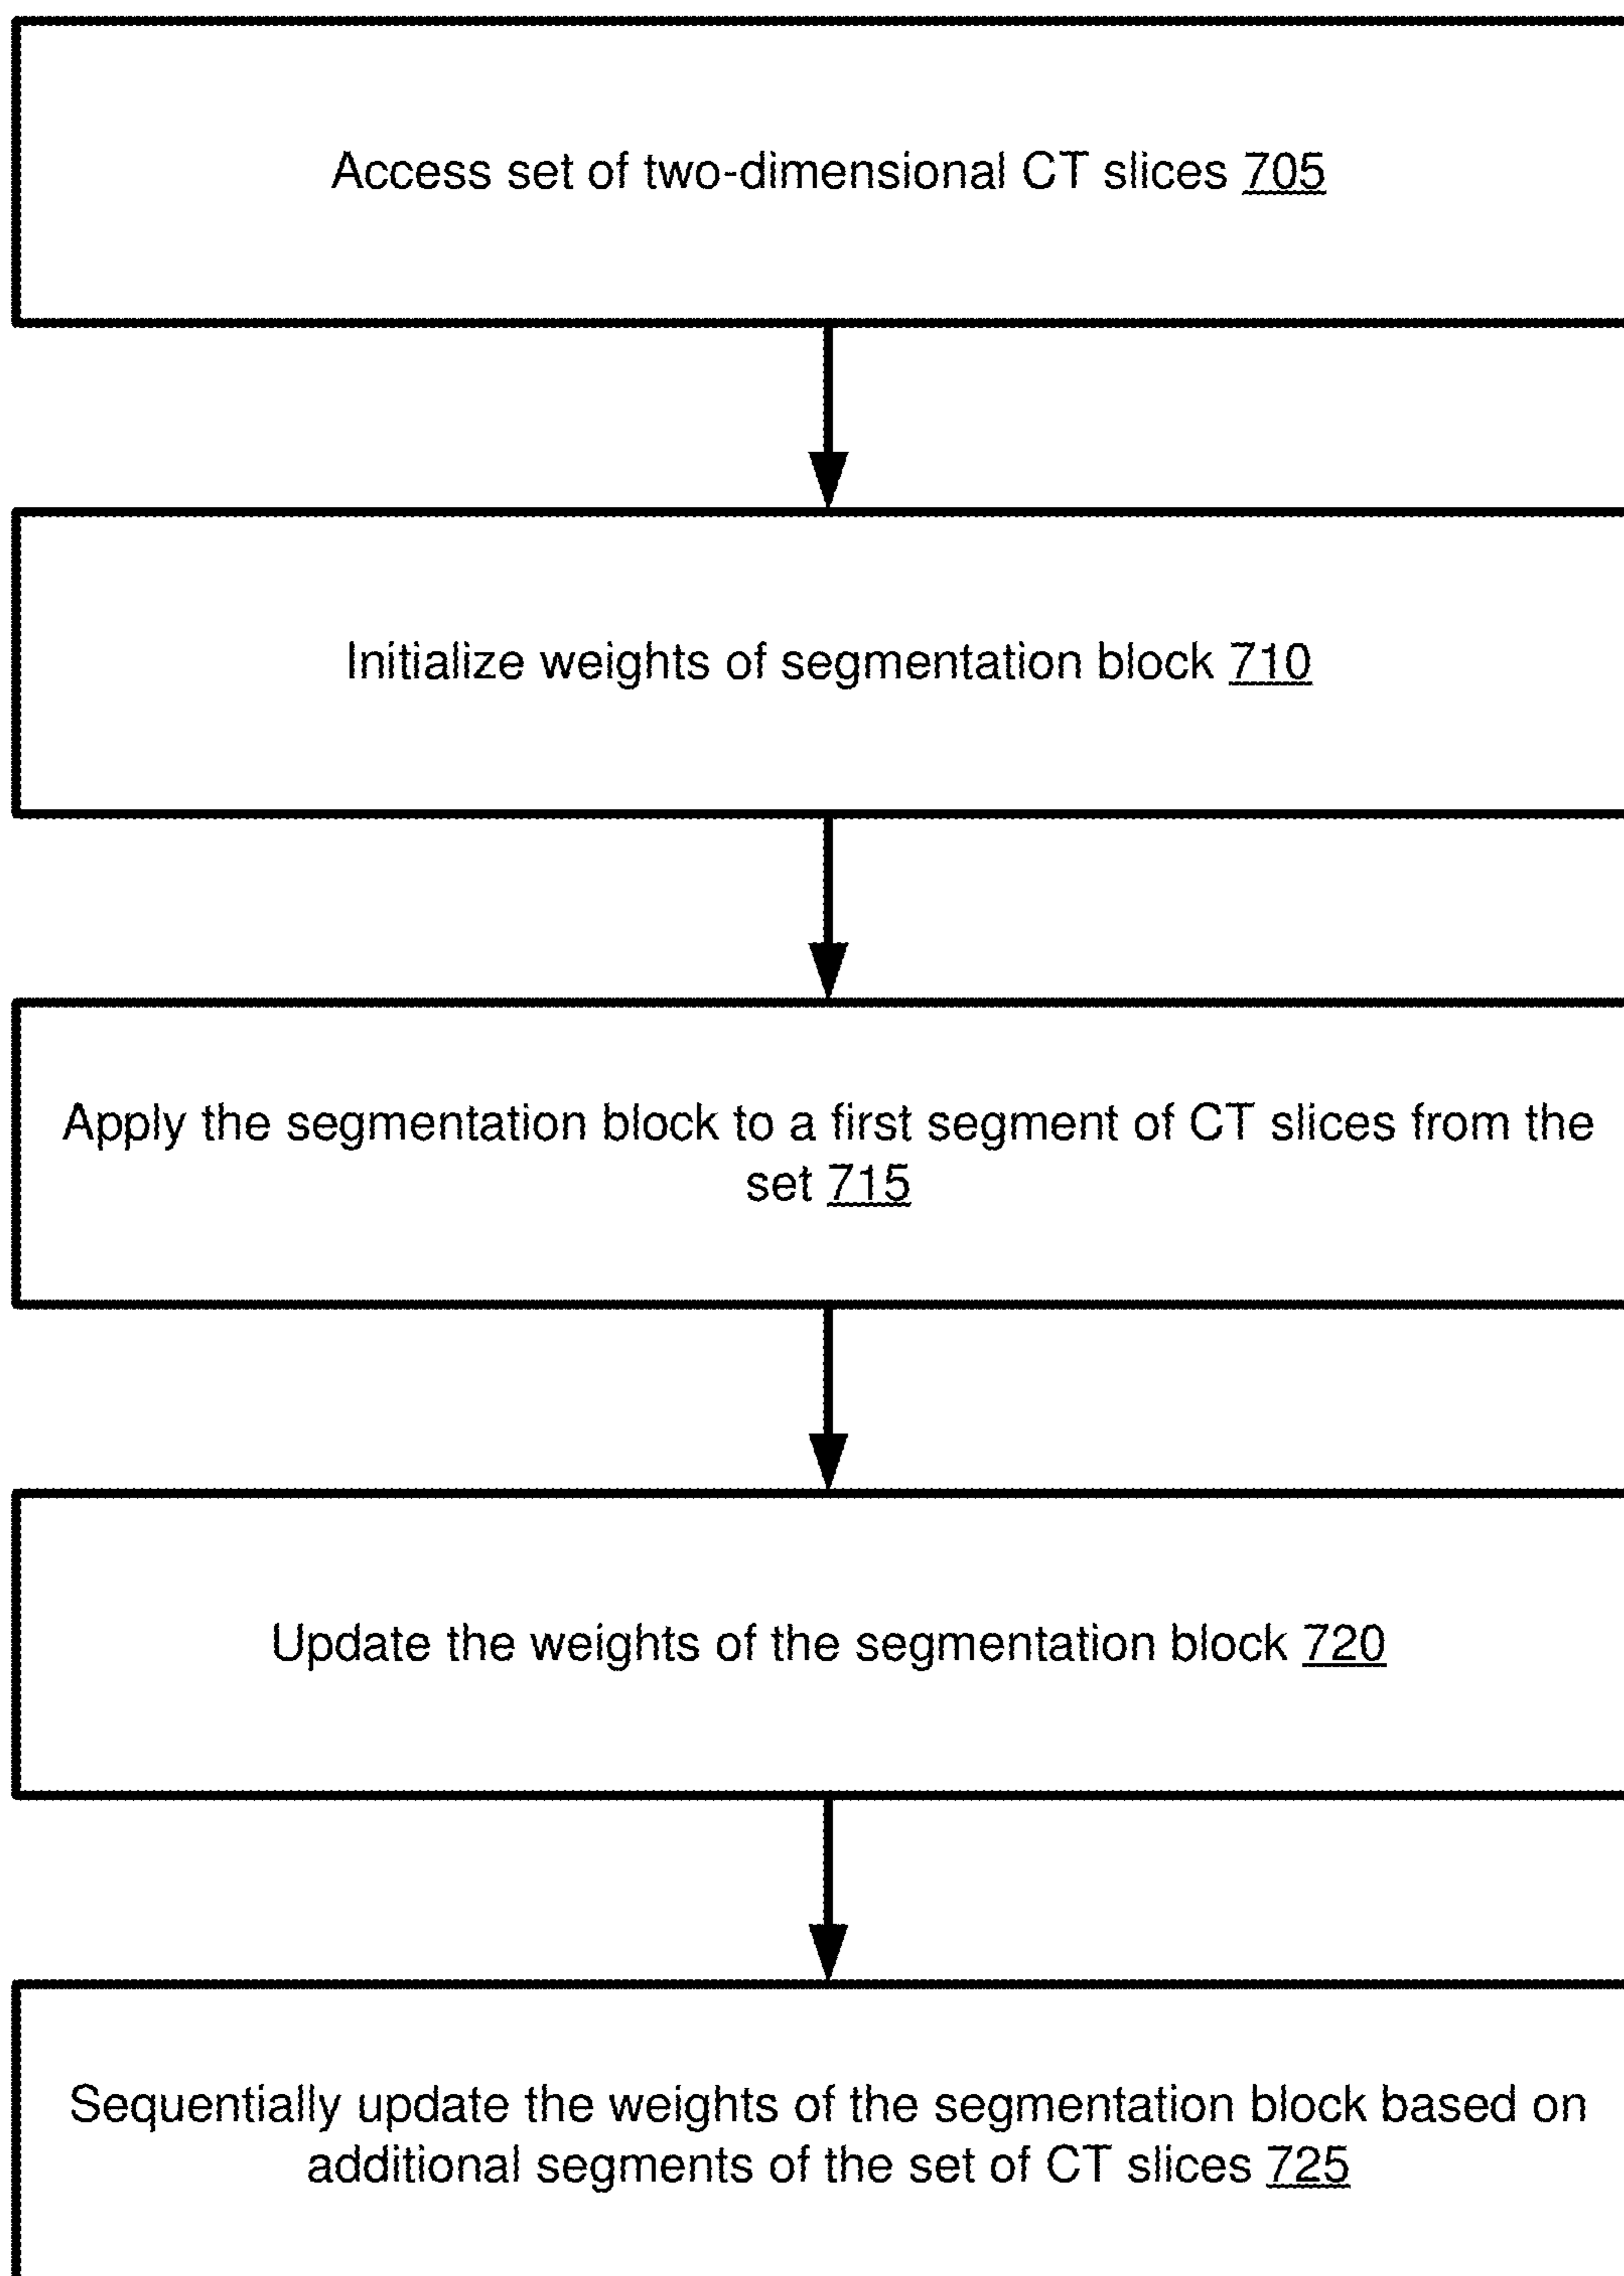 Access set of two-dimensional CT slices 705
Initialize weights of segmentation block 710
Apply the segmentation block to a first segment of CT slices from the
set 715
Update the weights of the segmentation block 720
Sequentially update the weights of the segmentation block based on
additional segments of the set of CT slices 725